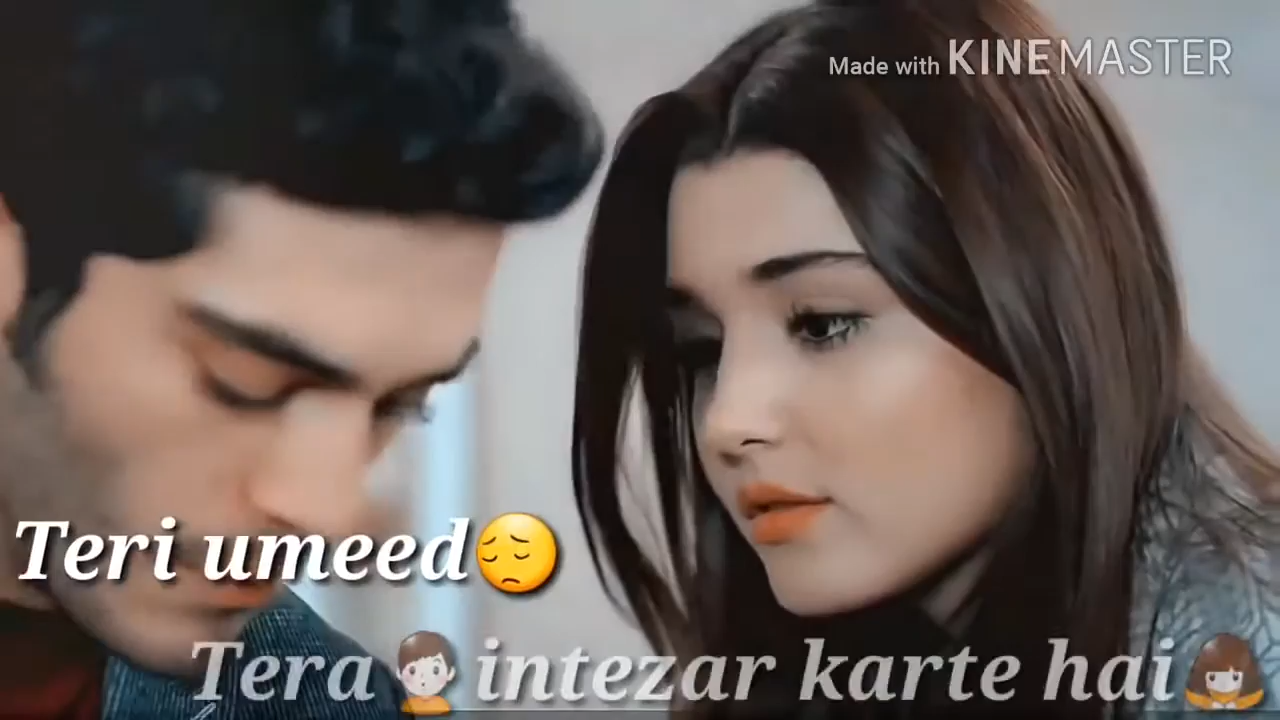 Made with KINEMASTER
Teri umeed😔
Tera🙎‍♂️intezar karte hai🙇‍♀️